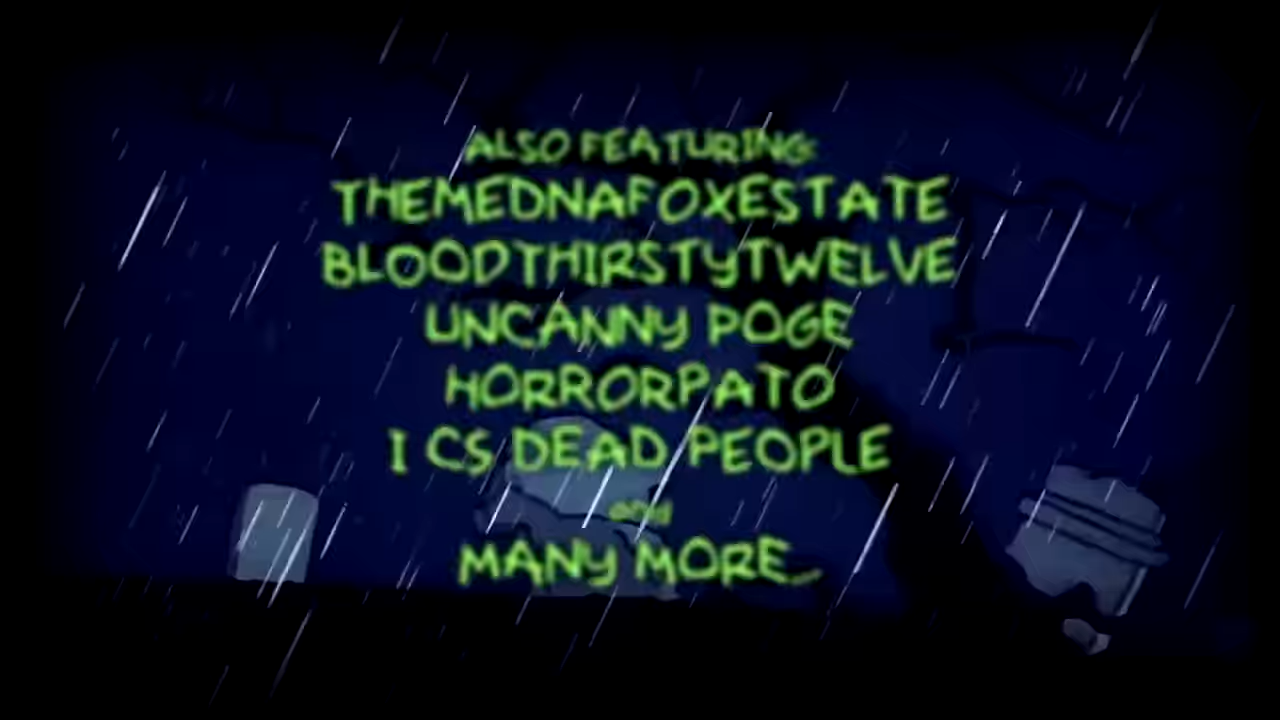 ALSO FEATURING:
THEMEDNAFOXESTATE
BLOODTHIRSTYTWELVE
UNCANNY POGE
HORRORPATO
I CS DEAD PEOPLE
and
MANY MORE...